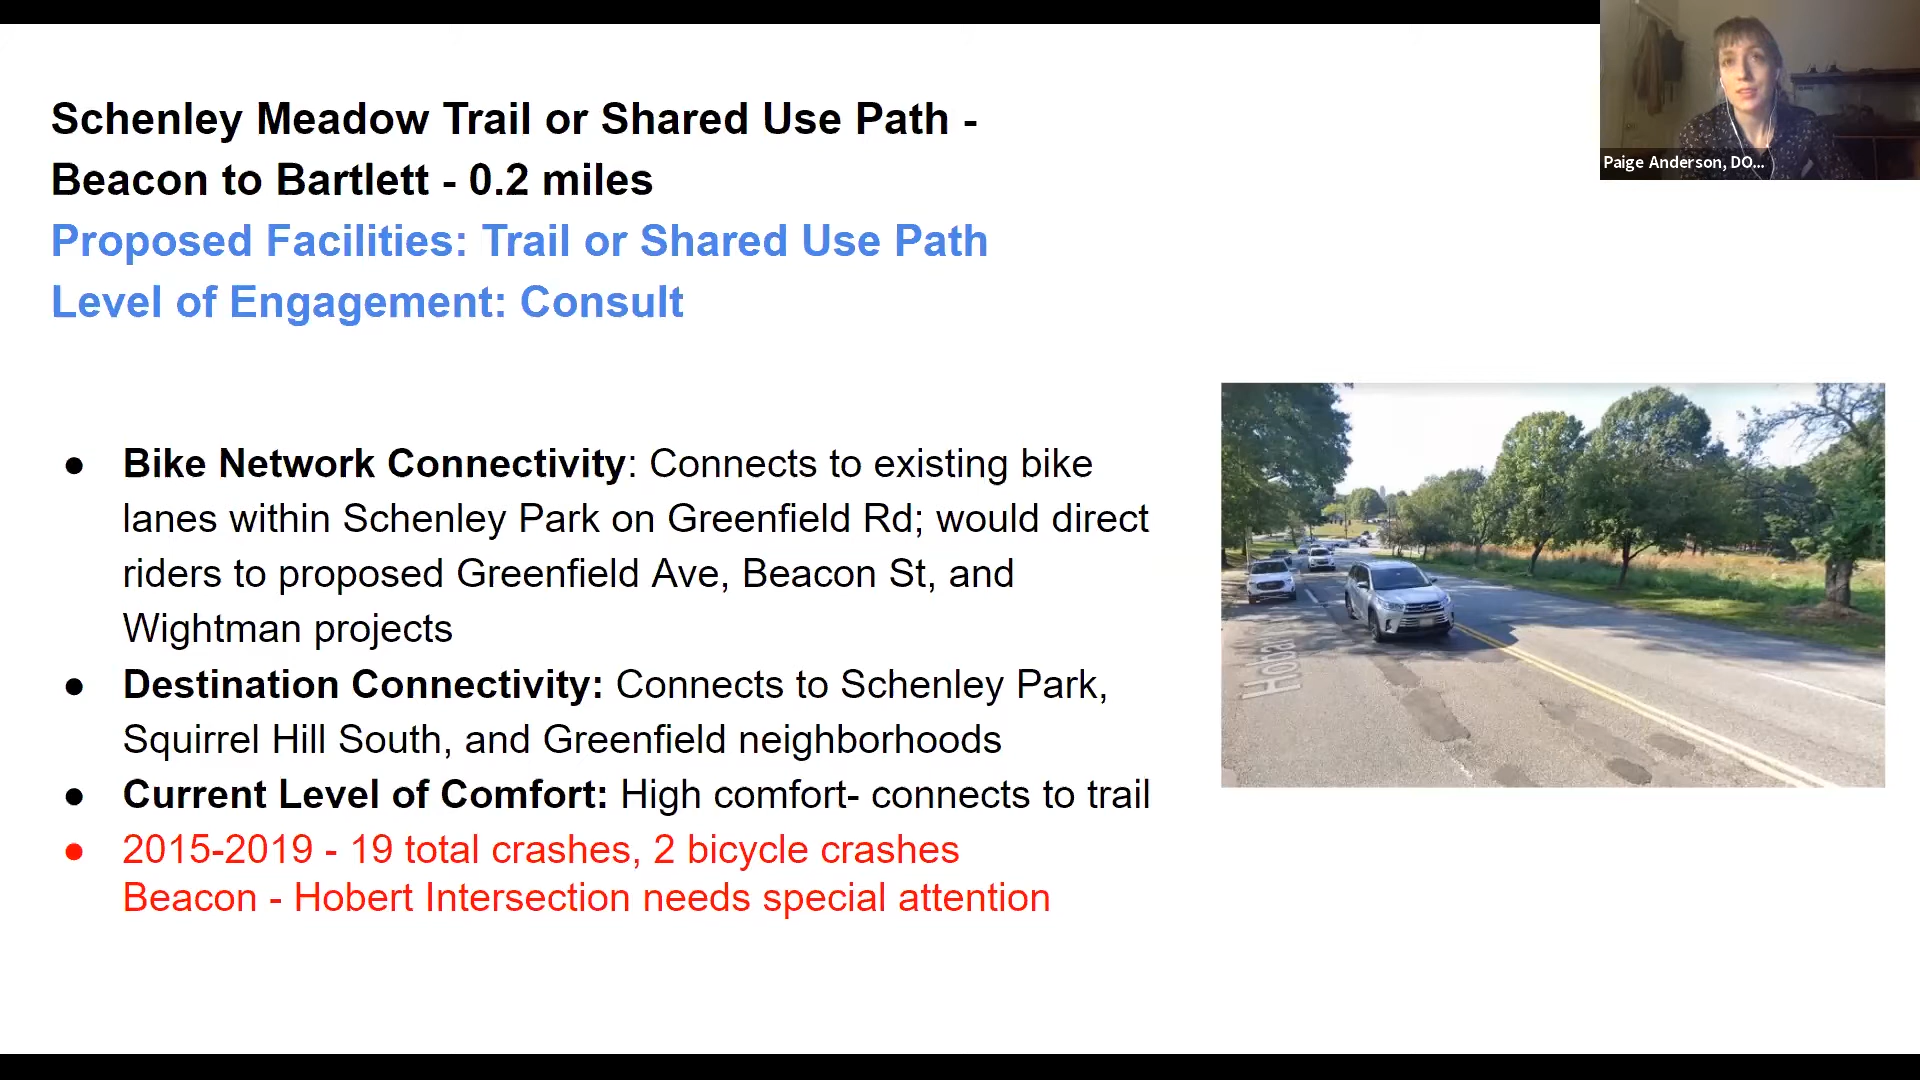 Schenley Meadow Trail or Shared Use Path -
Beacon to Bartlett - 0.2 miles
Proposed Facilities: Trail or Shared Use Path
Level of Engagement: Consult
Paige Anderson, DO...
● Bike Network Connectivity: Connects to existing bike
lanes within Schenley Park on Greenfield Rd; would direct
riders to proposed Greenfield Ave, Beacon St, and
Wightman projects
● Destination Connectivity: Connects to Schenley Park,
Squirrel Hill South, and Greenfield neighborhoods
● Current Level of Comfort: High comfort- connects to trail
● 2015-2019 - 19 total crashes, 2 bicycle crashes
Beacon - Hobert Intersection needs special attention